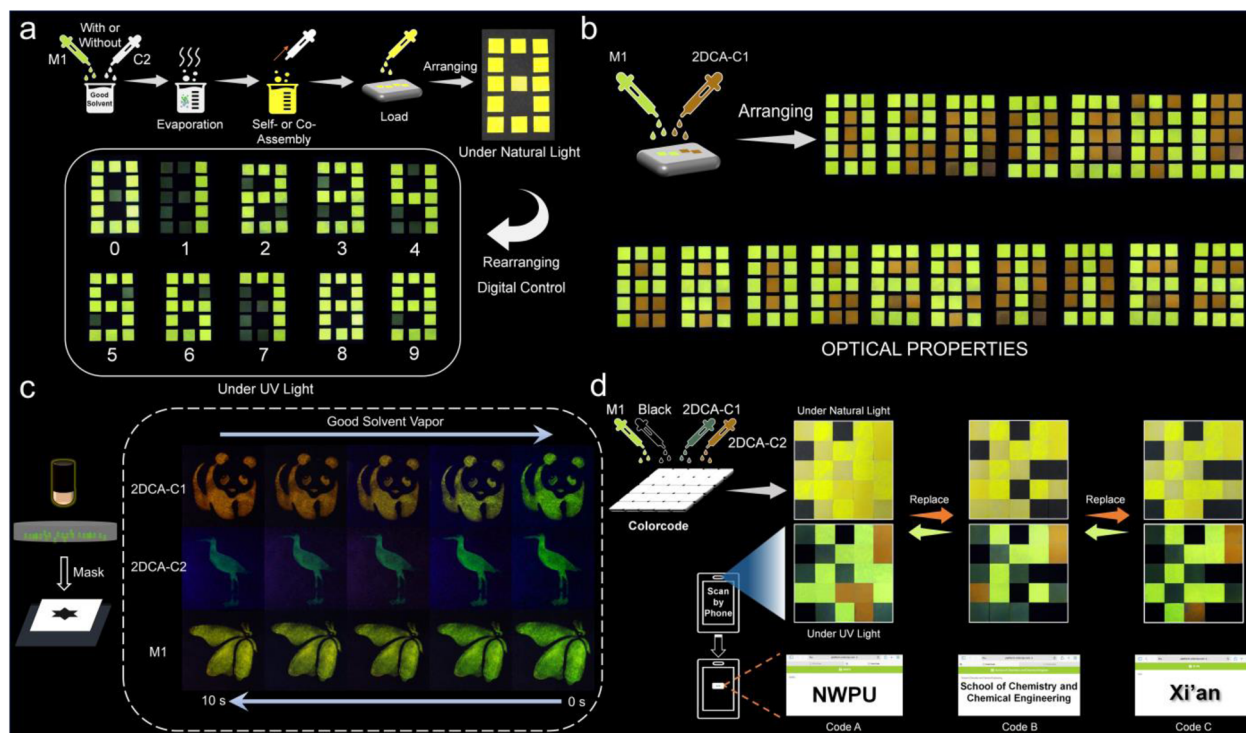 a
With or
Without
M1
C2
Good
Solvent
Evaporation
Self- or Co-
Assembly
Load
Arranging
Under Natural Light
0
1
2
3
4
5
6
7
8
9
Rearranging
Digital Control
Under UV Light
b
M1
2DCA-C1
Arranging
OPTICAL PROPERTIES
c
Good Solvent Vapor
2DCA-C1
2DCA-C2
M1
Mask
10 s
0 s
d
M1
Black
2DCA-C1
2DCA-C2
Colorcode
Under Natural Light
Replace
Replace
Scan
by
Phone
Under UV Light
NWPU
School of Chemistry and
Chemical Engineering
Xi'an
Code A
Code B
Code C